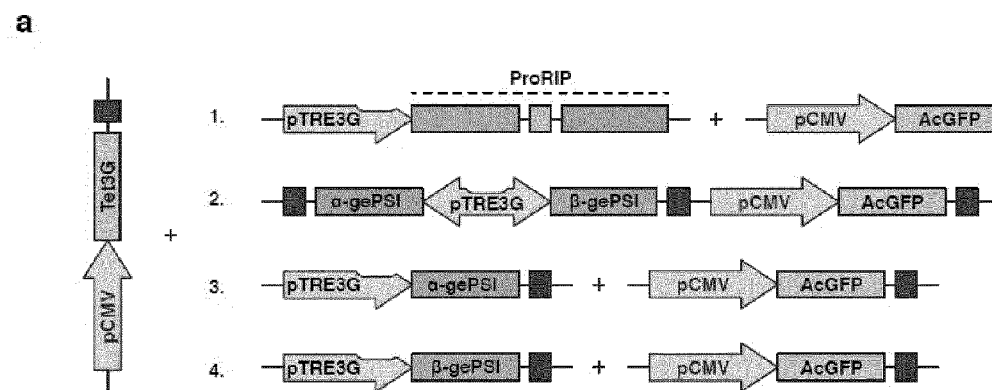 a
ProRIP
1. pTRE3G + pCMV AcGFP
Tet3G
2. α-gePSI pTRE3G β-gePSI pCMV AcGFP
+
3. pTRE3G α-gePSI + pCMV AcGFP
pCMV
4. pTRE3G β-gePSI + pCMV AcGFP